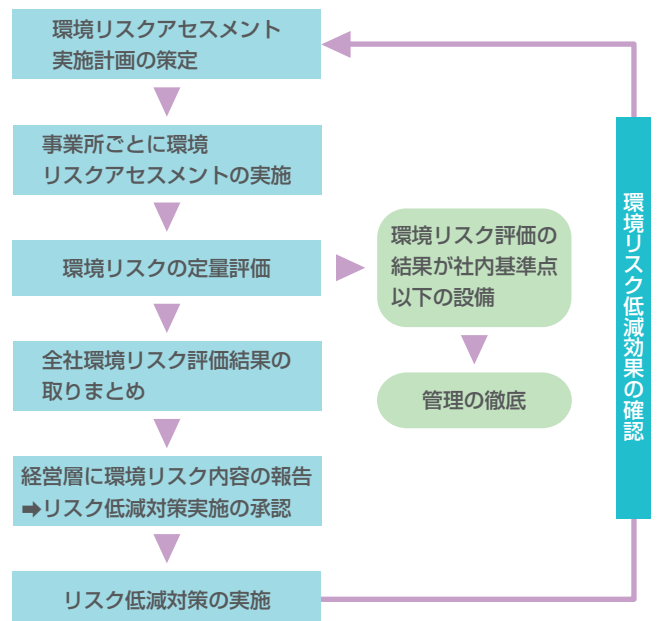 環境リスクアセスメント
実施計画の策定
事業所ごとに環境
リスクアセスメントの実施
環境リスクの定量評価
環境リスク評価の
結果が社内基準点
以下の設備
管理の徹底
全社環境リスク評価結果の
取りまとめ
経営層に環境リスク内容の報告
➡リスク低減対策実施の承認
リスク低減対策の実施
環境リスク低減効果の確認